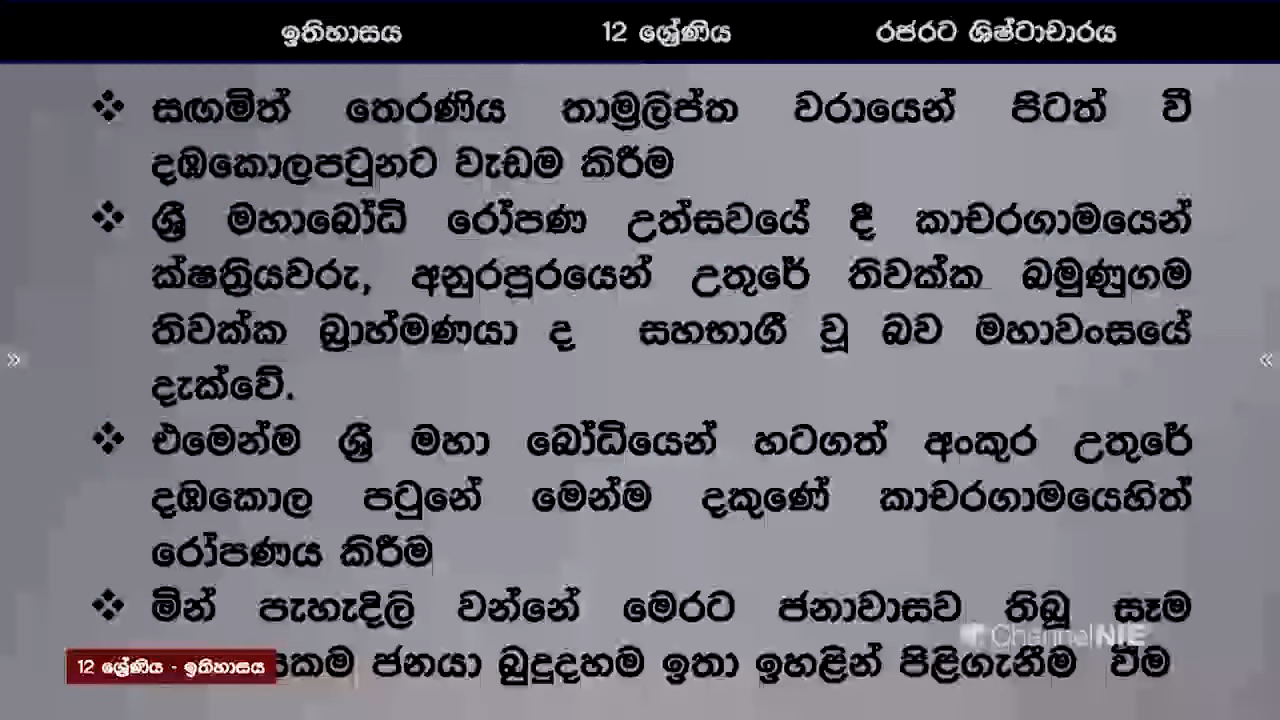 ඉතිහාසය 12 ශ්‍රේණිය රජරට ශිෂ්ටාචාරය
❖ සඟමිත් තෙරණිය තාම්‍රලිප්ත වරායෙන් පිටත් වී
දඹකොලපටුනට වැඩම කිරීම
❖ ශ්‍රී මහාබෝධි රෝපණ උත්සවයේ දී කාචරගාමයෙන්
ක්ෂත්‍රියවරු, අනුරපුරයෙන් උතුරේ තිවක්ක බමුණුගම
තිවක්ක බ්‍රාහ්මණයා ද සහභාගී වූ බව මහාවංසයේ
දැක්වේ.
❖ එමෙන්ම ශ්‍රී මහා බෝධියෙන් හටගත් අංකුර උතුරේ
දඹකොල පටුනේ මෙන්ම දකුණේ කාචරගාමයෙහිත්
රෝපණය කිරීම
❖ මින් පැහැදිලි වන්නේ මෙරට ජනාවාසව තිබූ සෑම
ජනයා බුදුදහම ඉතා ඉහළින් පිළිගැනීම වීම
Channel NIE
12 ශ්‍රේණිය - ඉතිහාසය